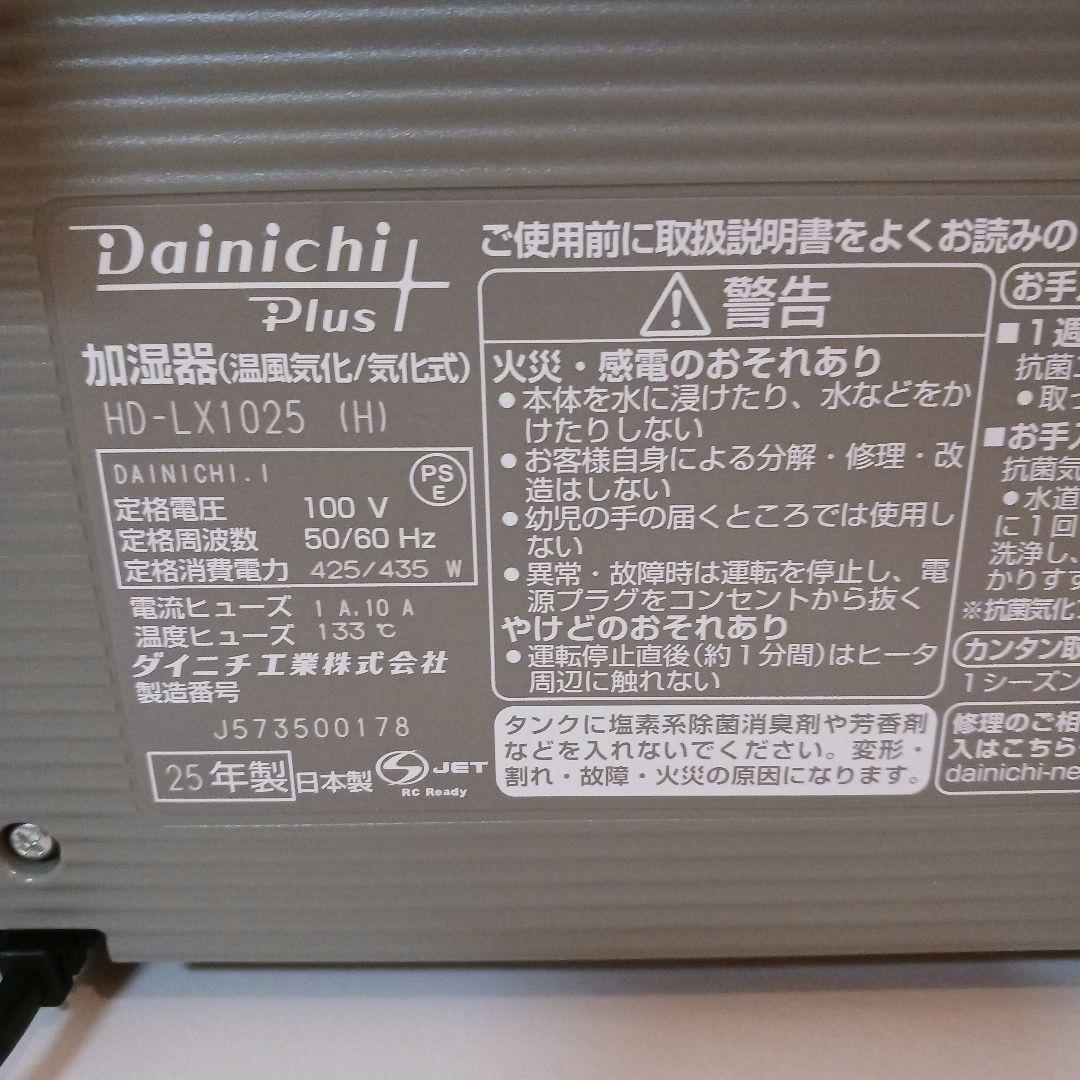 Dainichi
Plus
加湿器(温風気化/気化式)
HD-LX1025 (H)
DAINICHI.I
PS
E
定格電圧 100 V
定格周波数 50/60 Hz
定格消費電力 425/435 W
電流ヒューズ 1 A,10 A
温度ヒューズ 133 ℃
ダイニチ工業株式会社
製造番号
J573500178
25年製 日本製 S JET
RC Ready
ご使用前に取扱説明書をよくお読みの
警告
火災・感電のおそれあり
●本体を水に浸けたり、水などをか
けたりしない
●お客様自身による分解・修理・改
造はしない
●幼児の手の届くところでは使用し
ない
●異常・故障時は運転を停止し、電
源プラグをコンセントから抜く
やけどのおそれあり
●運転停止直後(約1分間)はヒータ
周辺に触れない
タンクに塩素系除菌消臭剤や芳香剤
などを入れないでください。変形・
割れ・故障・火災の原因になります。
お手
■1週
抗菌
●取っ
■お手入
抗菌気
●水道
に1回
洗浄し、
かりすす
※抗菌気化
カンタン取
1シーズン
修理のご相
入はこちら
dainichi-ne